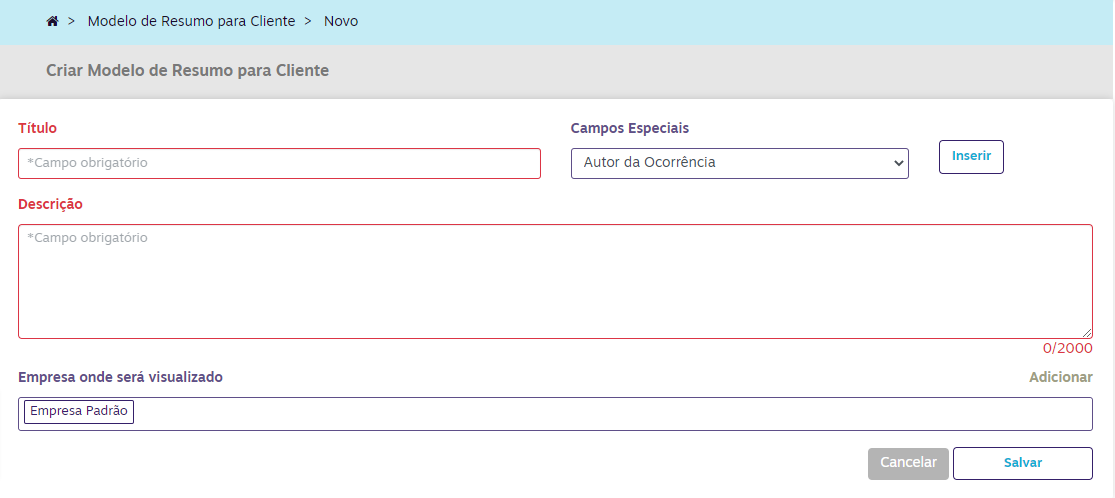 > Modelo de Resumo para Cliente > Novo
Criar Modelo de Resumo para Cliente
Título
Campos Especiais
*Campo obrigatório
Autor da Ocorrência
Inserir
Descrição
*Campo obrigatório
0/2000
Empresa onde será visualizado
Adicionar
Empresa Padrão
Cancelar
Salvar